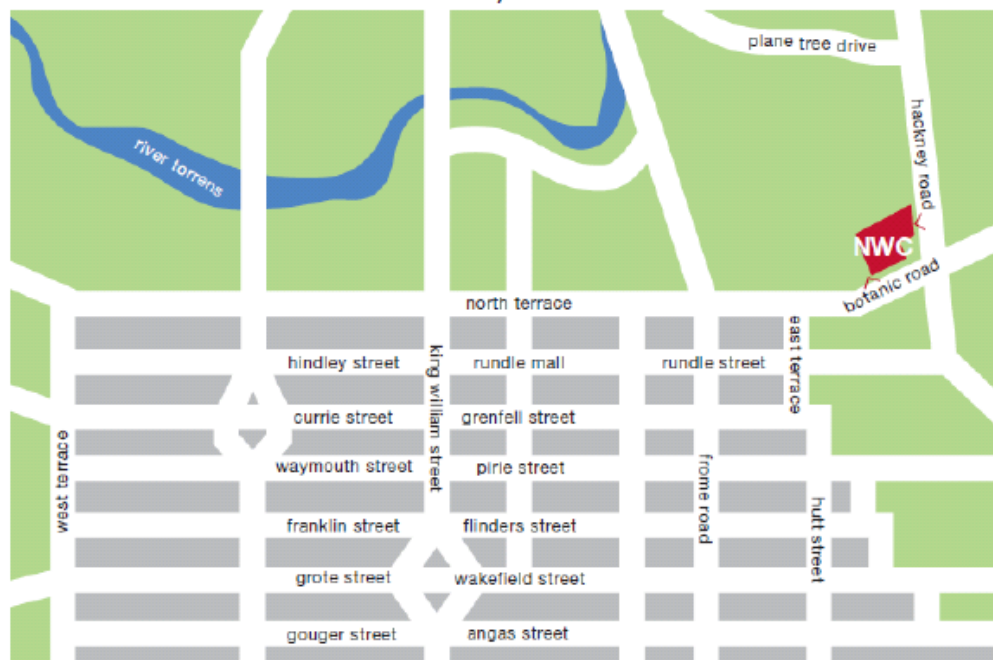 plane tree drive
hackney road
river torrens
NWC
botanic road
north terrace
east terrace
hindley street
rundle mall
rundle street
king william street
currie street
grenfell street
west terrace
waymouth street
pirie street
frome road
hutt street
franklin street
flinders street
grote street
wakefield street
gouger street
angas street